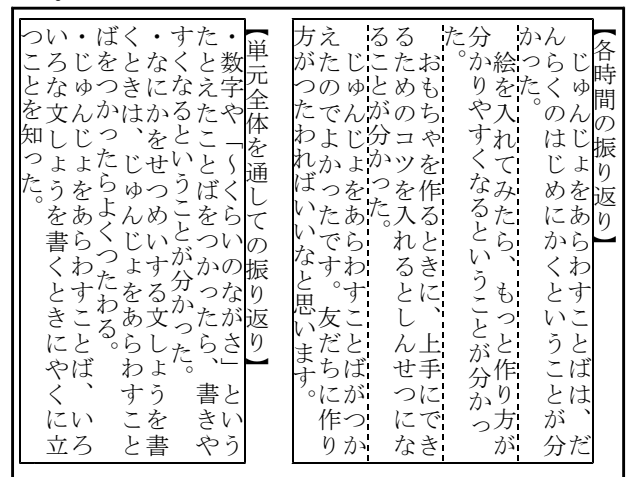 【各時間の振り返り】
じゅんじょをあらわすことばは、だ
んらくのはじめにかくということが分
かった。
絵を入れてみたら、もっと作り方が
分かりやすくなるということが分かっ
た。
おもちゃを作るときに、上手にでき
るためのコツを入れるとしんせつにな
ることが分かった。
じゅんじょをあらわすことばがつか
えたのでよかったです。友だちに作り
方がつたわればいいなと思います。
【単元全体を通しての振り返り】
・数字や「～くらいのながさ」という
たとえたことばをつかったら、書きや
すくなるということが分かった。
・なにかをせつめいする文しょうを書
くときは、じゅんじょをあらわすこと
ばをつかったらよくつたわる。
・じゅんじょをあらわすことば、いろ
いろな文しょうを書くときにやくに立
つことを知った。